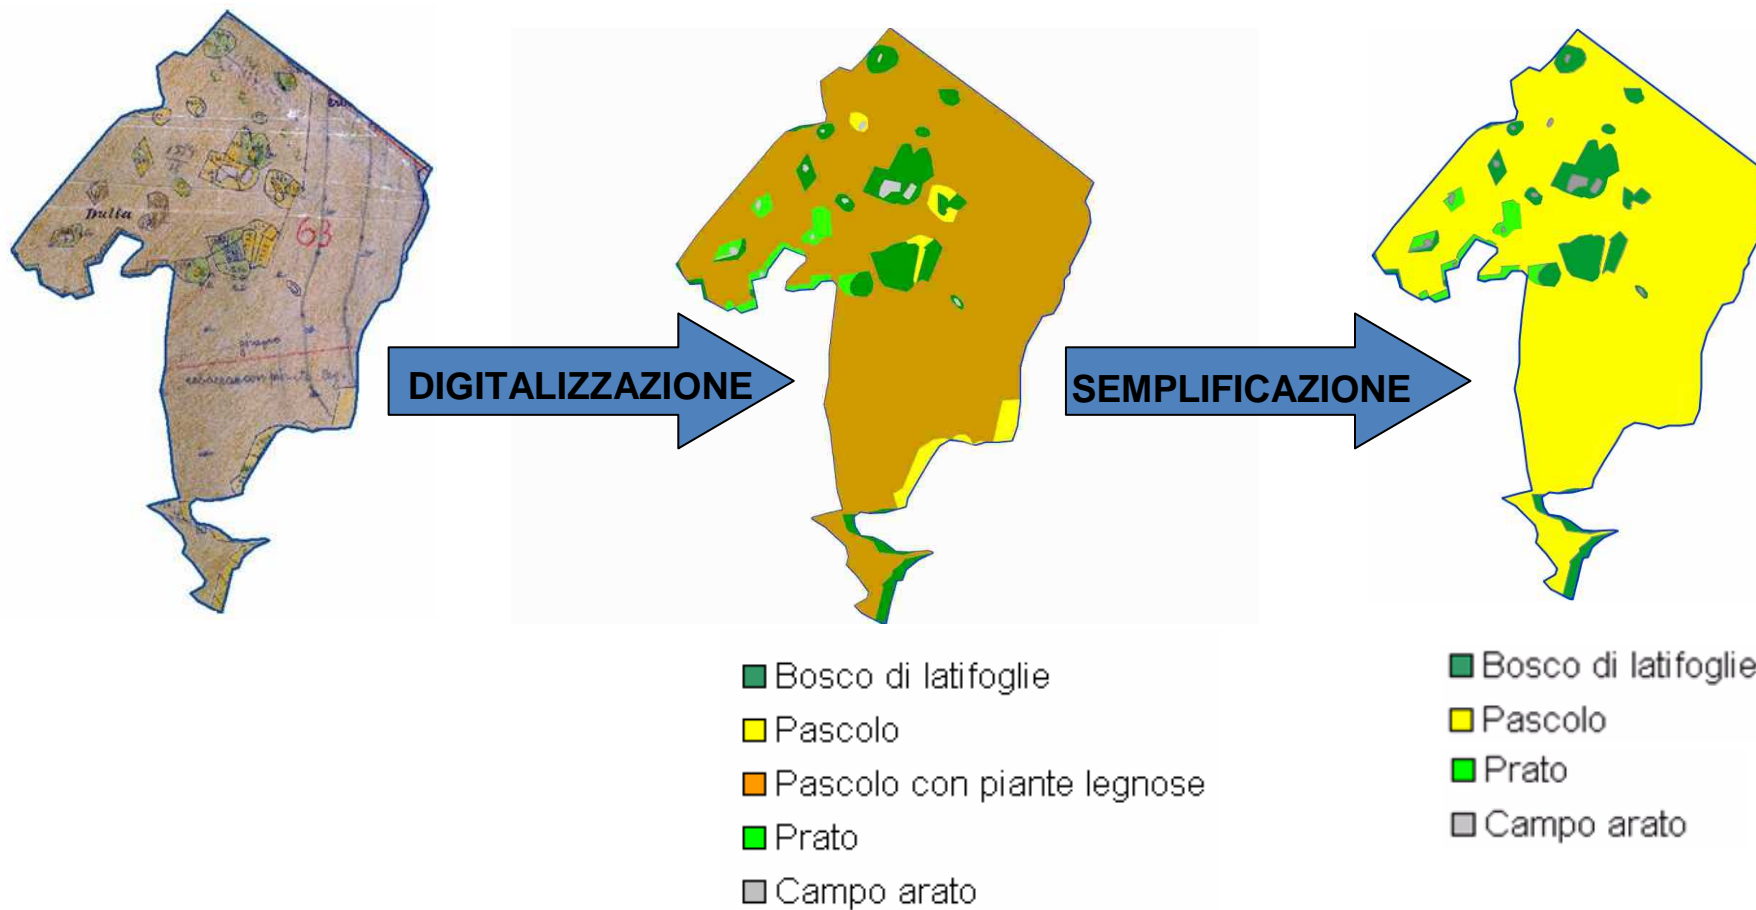 Dulla
63
DIGITALIZZAZIONE
SEMPLIFICAZIONE
Bosco di latifoglie
Pascolo
Pascolo con piante legnose
Prato
Campo arato
Bosco di latifoglie
Pascolo
Prato
Campo arato